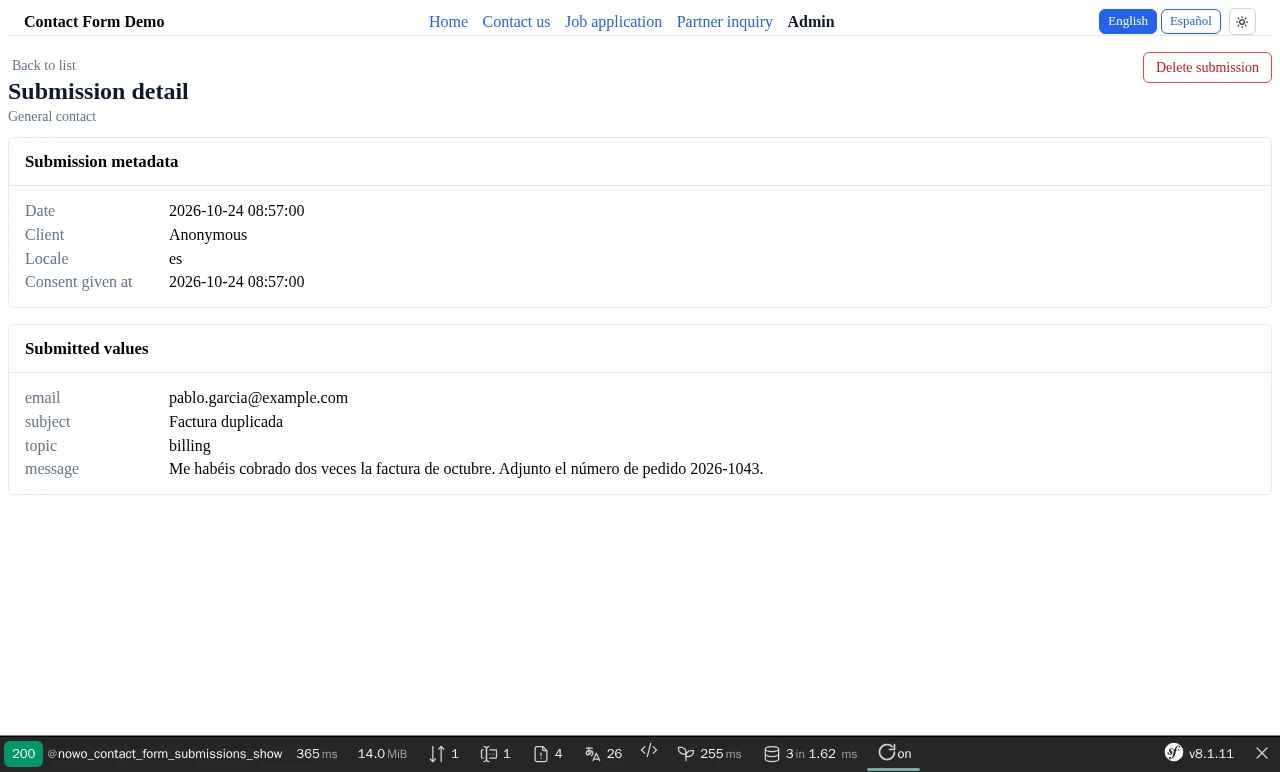 Contact Form Demo Home Contact us Job application Partner inquiry Admin English Español
Back to list Delete submission
Submission detail
General contact
Submission metadata
Date 2026-10-24 08:57:00
Client Anonymous
Locale es
Consent given at 2026-10-24 08:57:00
Submitted values
email pablo.garcia@example.com
subject Factura duplicada
topic billing
message Me habéis cobrado dos veces la factura de octubre. Adjunto el número de pedido 2026-1043.
200 @nowo_contact_form_submissions_show 365 ms 14.0 MiB 1 1 4 26 255 ms 3 in 1.62 ms on sf v8.1.11